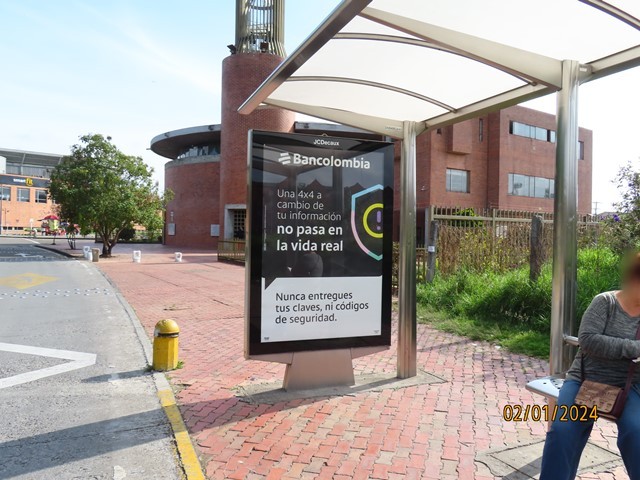 JCDecaux
Bancolombia
Una 4x4 a
cambio de
tu información
no pasa en
la vida real
Nunca entregues
tus claves, ni códigos
de seguridad.
02/01/2024